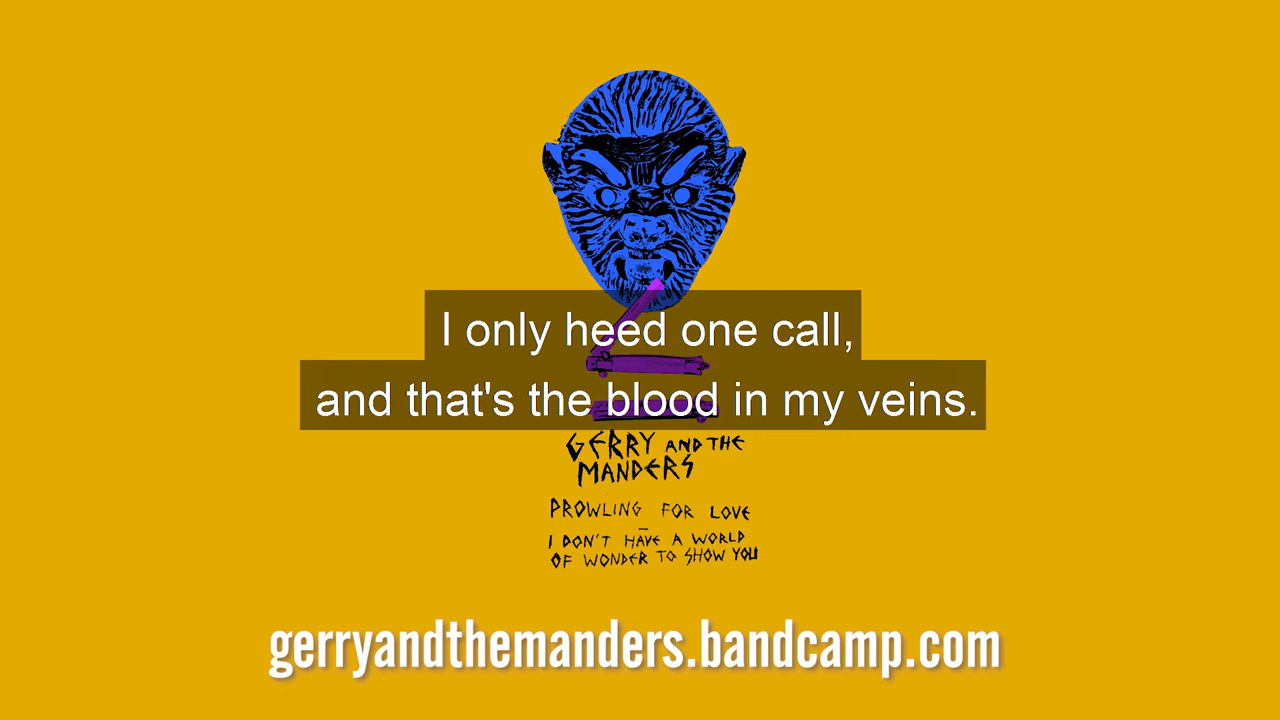 I only heed one call,
and that's the blood in my veins.
GERRY AND THE
MANDERS
PROWLING FOR LOVE
–
I DON'T HAVE A WORLD
OF WONDER TO SHOW YOU
gerryandthemanders.bandcamp.com